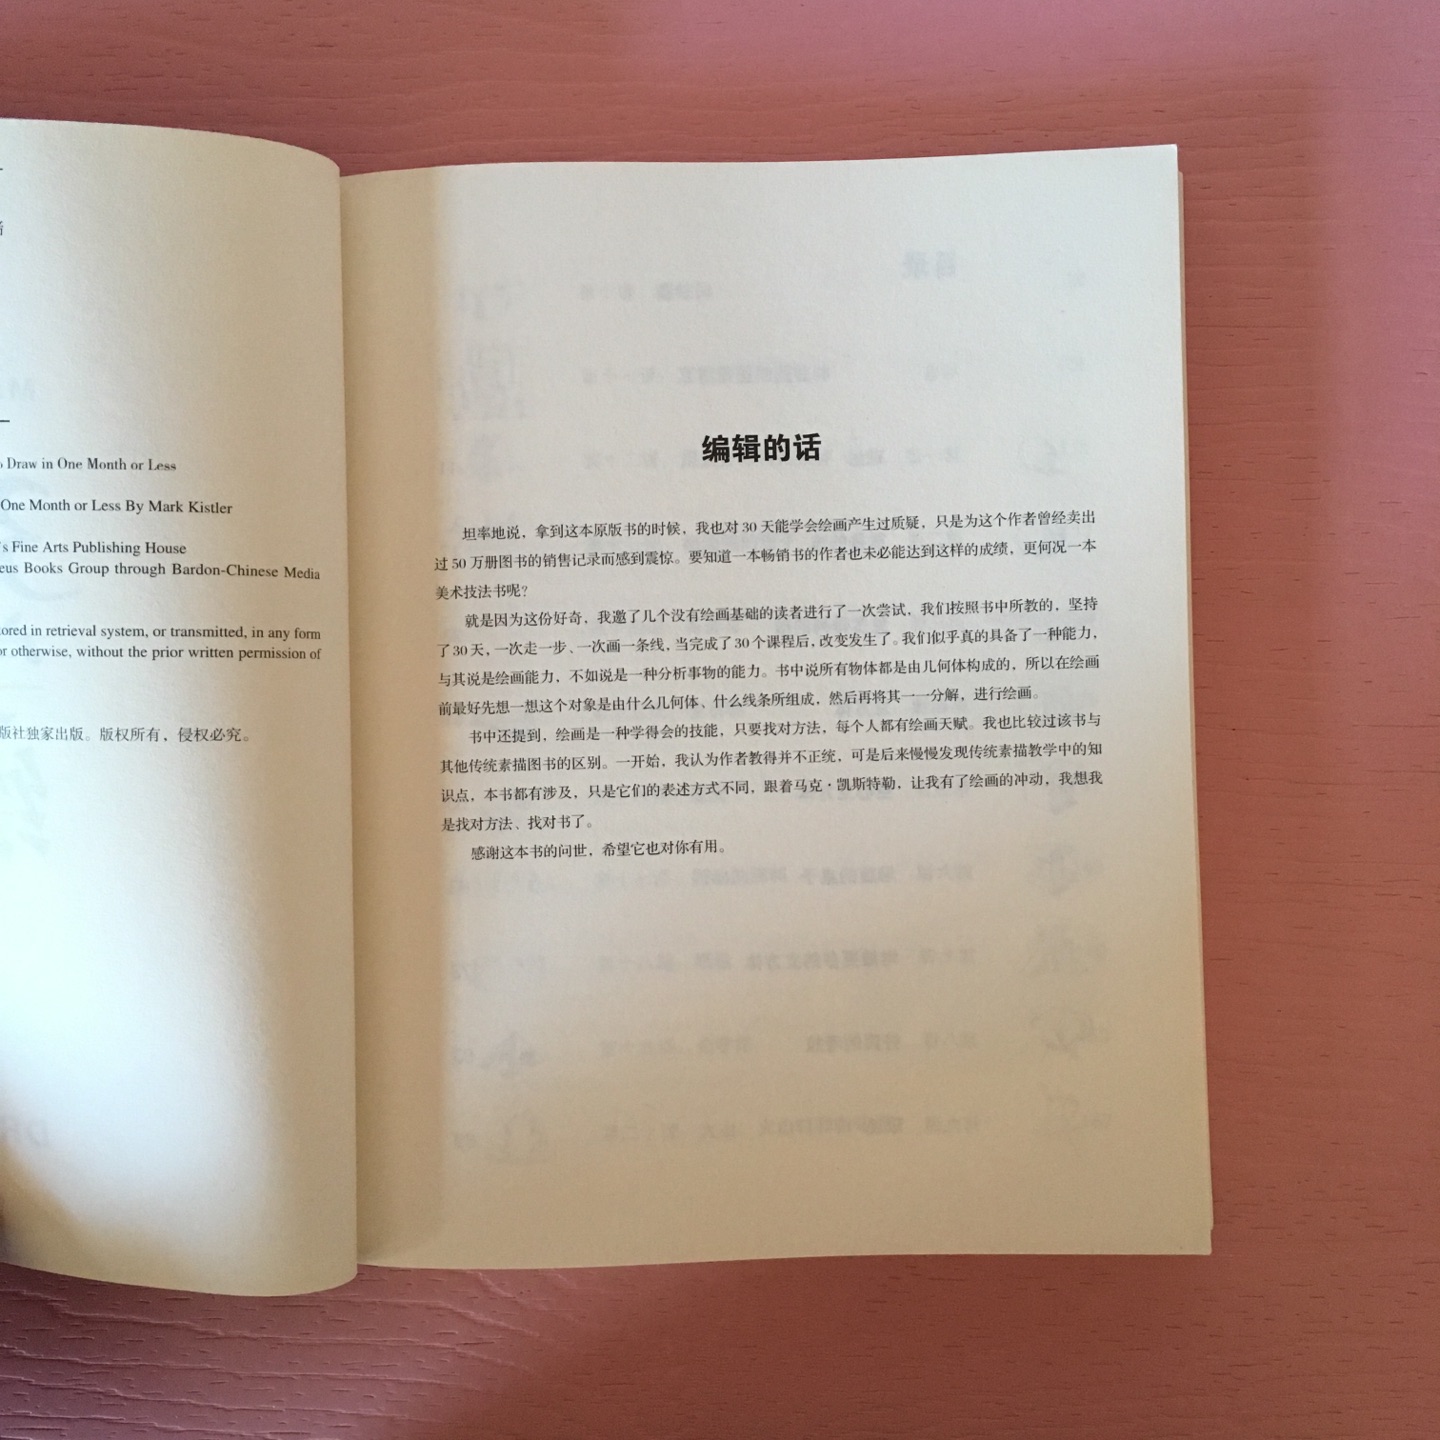 Draw in One Month or Less
One Month or Less By Mark Kistler
's Fine Arts Publishing House
eus Books Group through Bardon-Chinese Media
tored in retrieval system, or transmitted, in any form
or otherwise, without the prior written permission of
版社独家出版。版权所有，侵权必究。
编辑的话
坦率地说，拿到这本原版书的时候，我也对 30 天能学会绘画产生过质疑，只是为这个作者曾经卖出
过 50 万册图书的销售记录而感到震惊。要知道一本畅销书的作者也未必能达到这样的成绩，更何况一本
美术技法书呢？
就是因为这份好奇，我邀了几个没有绘画基础的读者进行了一次尝试，我们按照书中所教的，坚持
了 30 天，一次走一步、一次画一条线，当完成了 30 个课程后，改变发生了。我们似乎真的具备了一种能力，
与其说是绘画能力，不如说是一种分析事物的能力。书中说所有物体都是由几何体构成的，所以在绘画
前最好先想一想这个对象是由什么几何体、什么线条所组成，然后再将其一一分解，进行绘画。
书中还提到，绘画是一种学得会的技能，只要找对方法，每个人都有绘画天赋。我也比较过该书与
其他传统素描图书的区别。一开始，我认为作者教得并不正统，可是后来慢慢发现传统素描教学中的知
识点，本书都有涉及，只是它们的表述方式不同，跟着马克·凯斯特勒，让我有了绘画的冲动，我想我
是找对方法、找对书了。
感谢这本书的问世，希望它也对你有用。